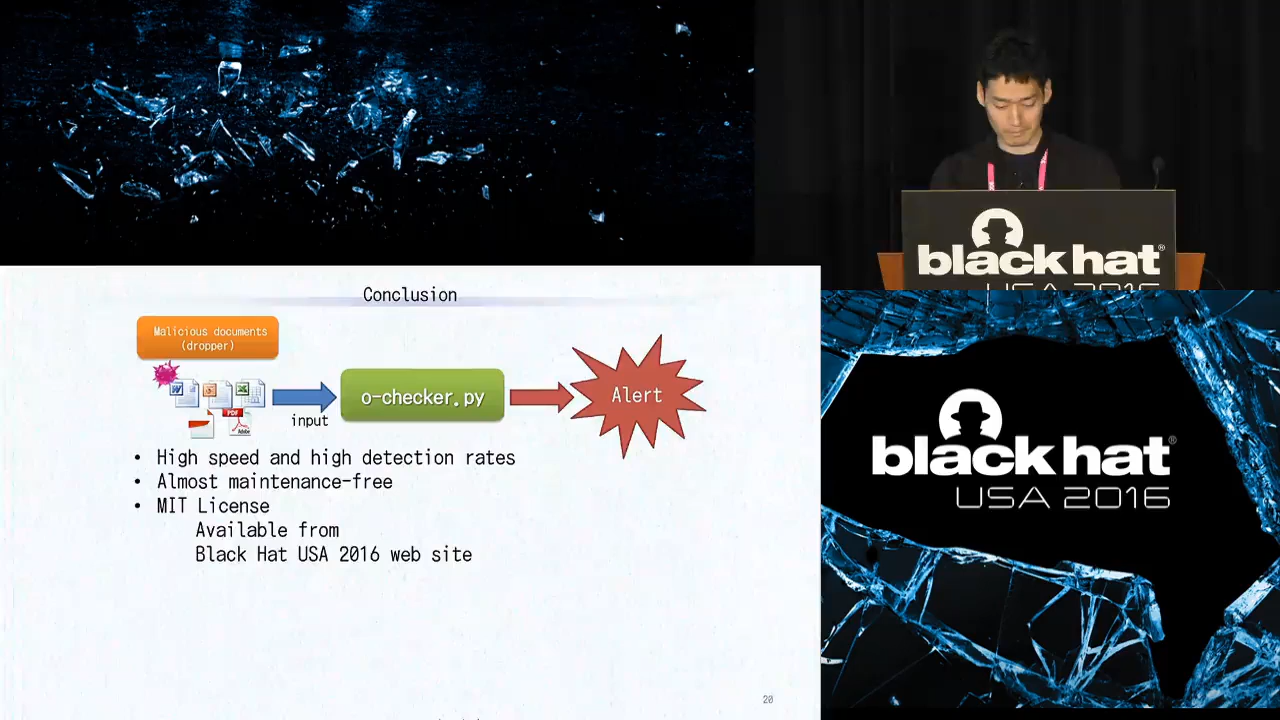 black hat®
USA 2016
Conclusion
Malicious documents
(dropper)
PDF
Adobe
input
o-checker.py
Alert
• High speed and high detection rates
• Almost maintenance-free
• MIT License
Available from
Black Hat USA 2016 web site
20
black hat®
USA 2016